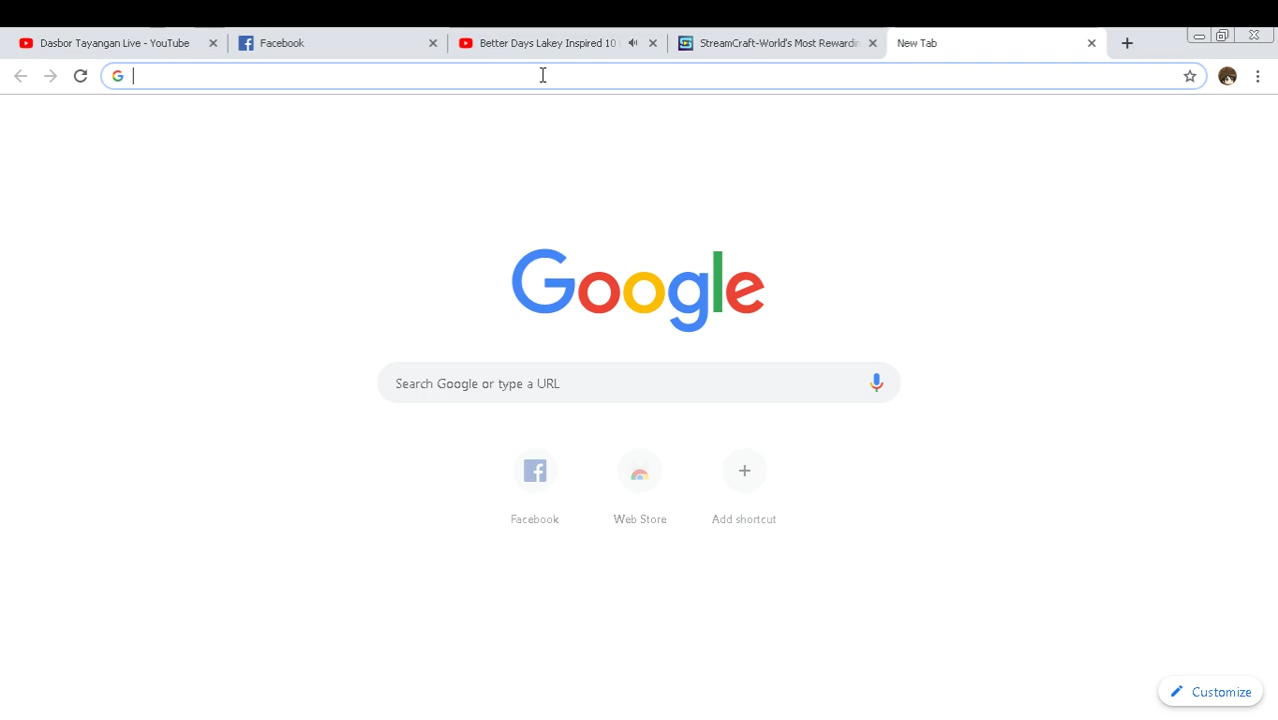 Dasbor Tayangan Live - YouTube
Facebook
Better Days Lakey Inspired 10
StreamCraft-World's Most Rewardin
New Tab
Google
Search Google or type a URL
Facebook
Web Store
Add shortcut
Customize